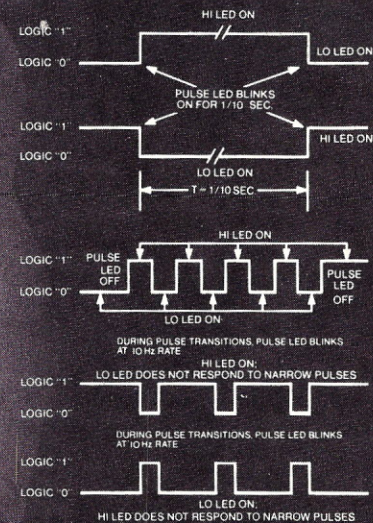 HI LED ON
LOGIC "1"
LO LED ON
LOGIC "0"
PULSE LED BLINKS
ON FOR 1/10 SEC.
LOGIC "1"
HI LED ON
LOGIC "0"
LO LED ON
T ≈ 1/10 SEC
HI LED ON
LOGIC "1"
PULSE
LED
OFF
PULSE
LED
OFF
LOGIC "0"
LO LED ON
DURING PULSE TRANSITIONS, PULSE LED BLINKS
AT 10 Hz RATE
HI LED ON;
LO LED DOES NOT RESPOND TO NARROW PULSES
LOGIC "1"
LOGIC "0"
DURING PULSE TRANSITIONS, PULSE LED BLINKS
AT 10 Hz RATE
LOGIC "1"
LOGIC "0"
LO LED ON;
HI LED DOES NOT RESPOND TO NARROW PULSES